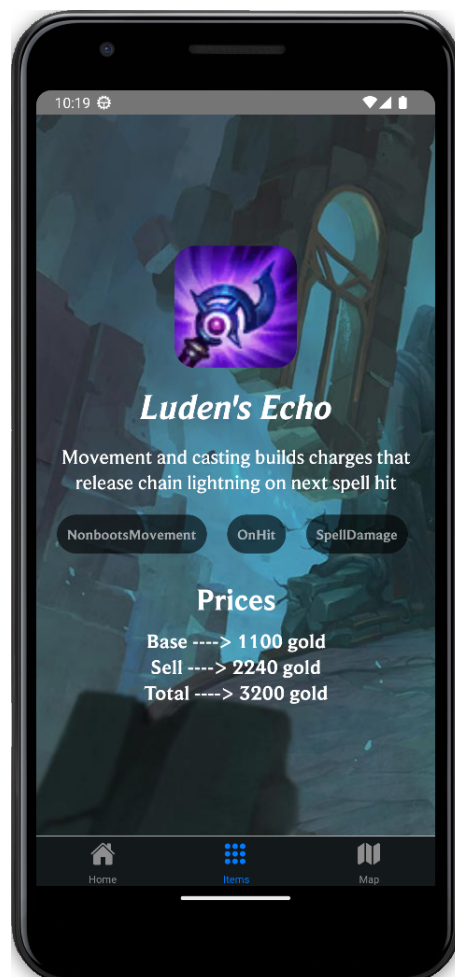 10:19
Luden's Echo
Movement and casting builds charges that
release chain lightning on next spell hit
NonbootsMovement OnHit SpellDamage
Prices
Base ----> 1100 gold
Sell ----> 2240 gold
Total ----> 3200 gold
Home Items Map